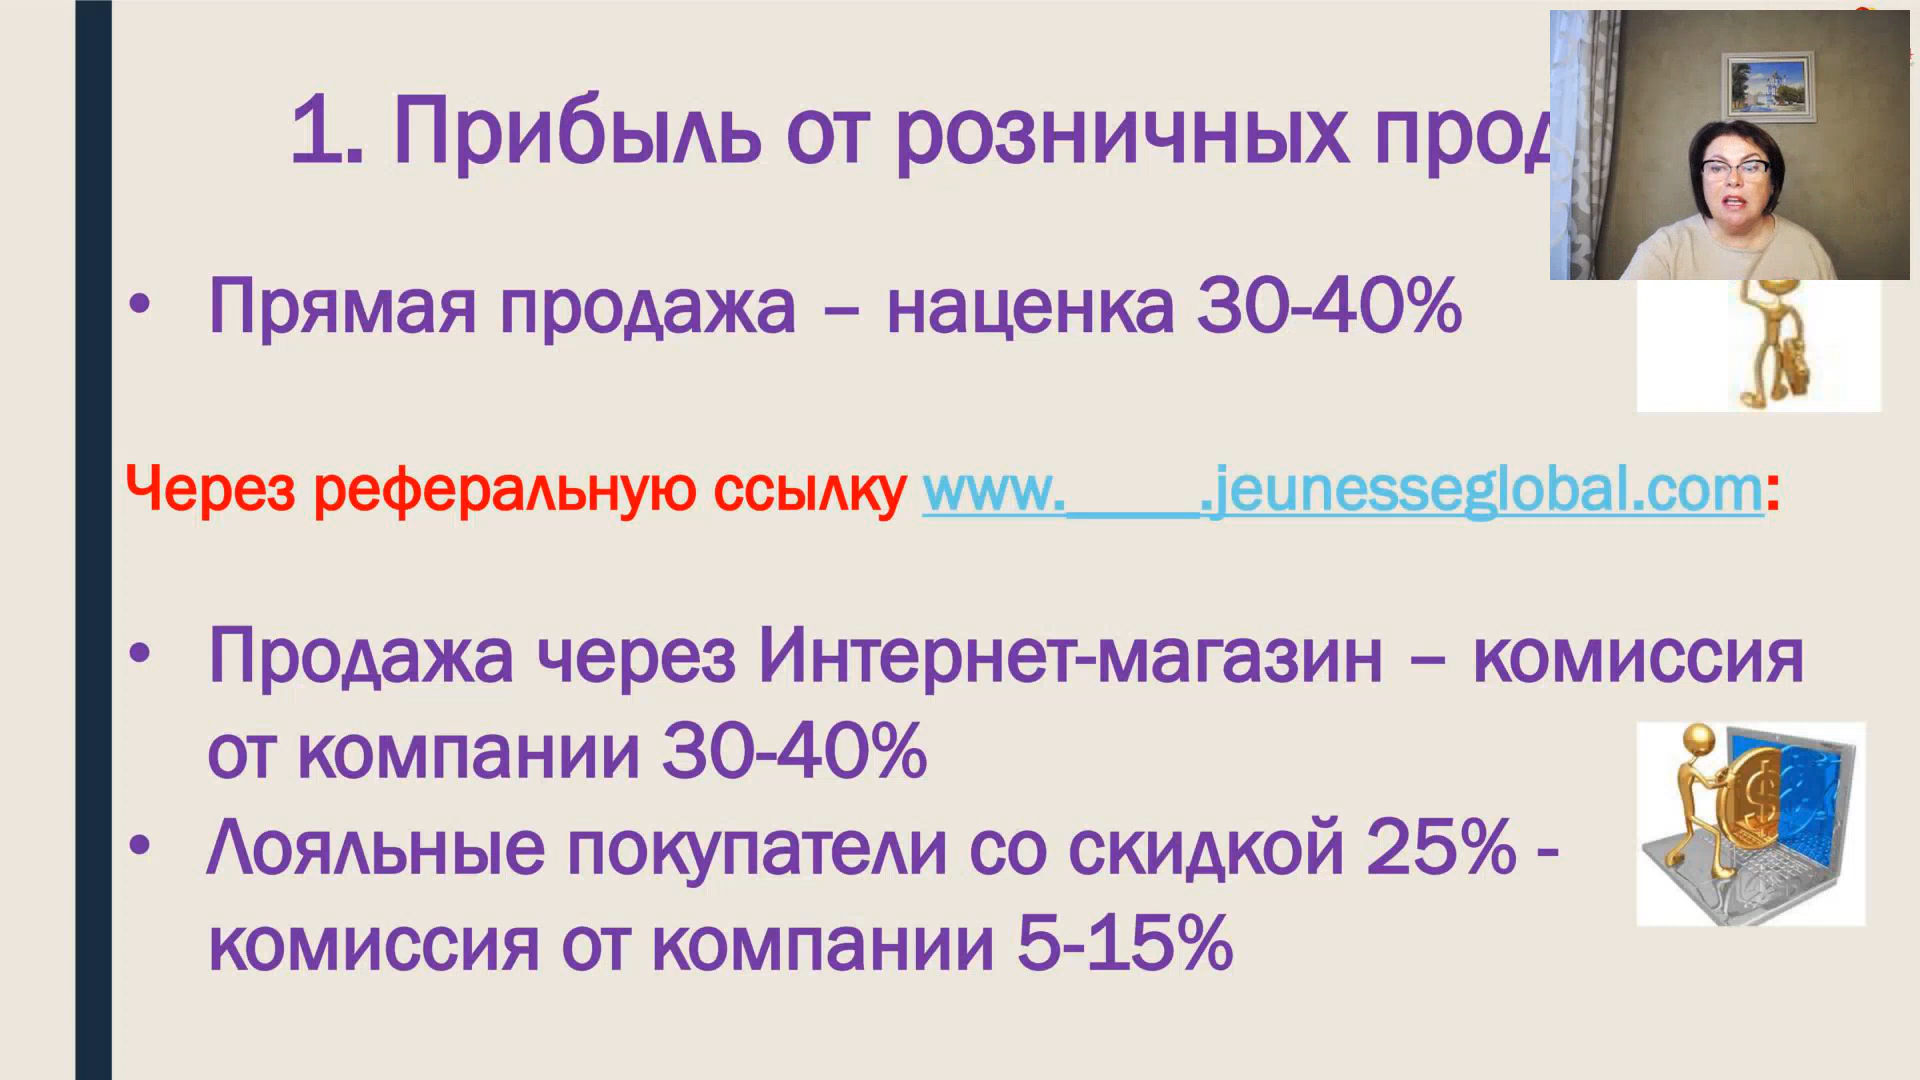 1. Прибыль от розничных
• Прямая продажа – наценка 30-40%
Через реферальную ссылку www.____.jeunesseglobal.com:
• Продажа через Интернет-магазин – комиссия
от компании 30-40%
• Лояльные покупатели со скидкой 25% -
комиссия от компании 5-15%